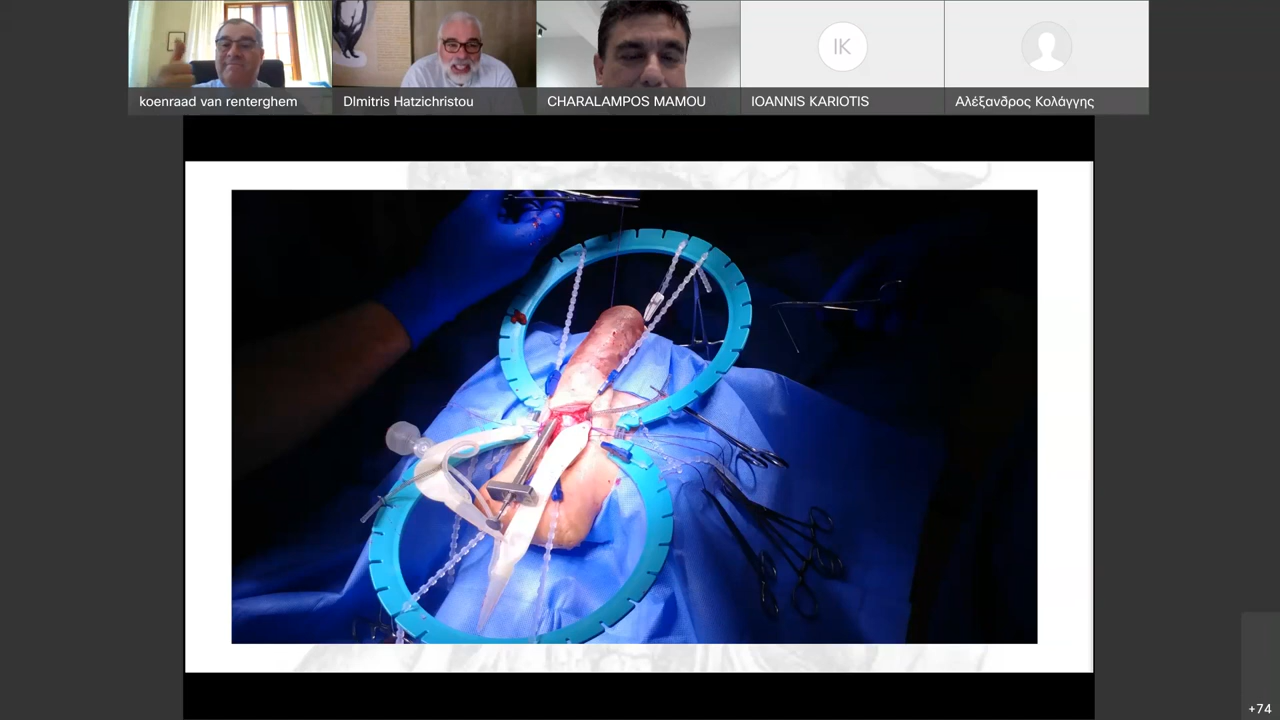 koenraad van renterghem
DImitris Hatzichristou
CHARALAMPOS MAMOU
IK
IOANNIS KARIOTIS
Αλέξανδρος Κολάγγης
+74